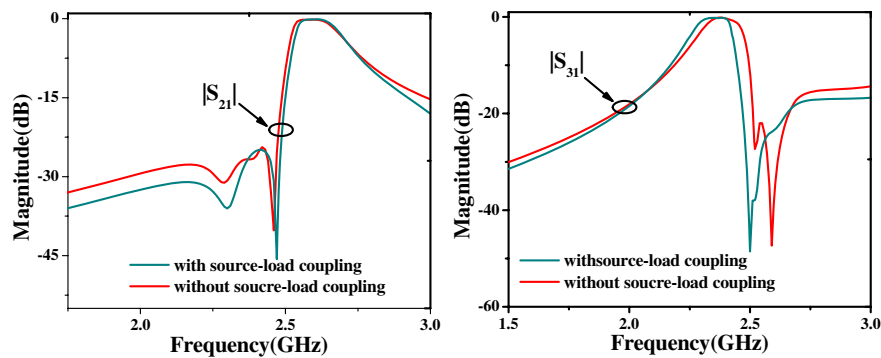 0
-15
-30
-45
Magnitude(dB)
|S21|
with source-load coupling
without soucre-load coupling
2.0
2.5
3.0
Frequency(GHz)
0
-20
-40
-60
Magnitude(dB)
|S31|
withsource-load coupling
without source-load coupling
1.5
2.0
2.5
3.0
Frequency(GHz)